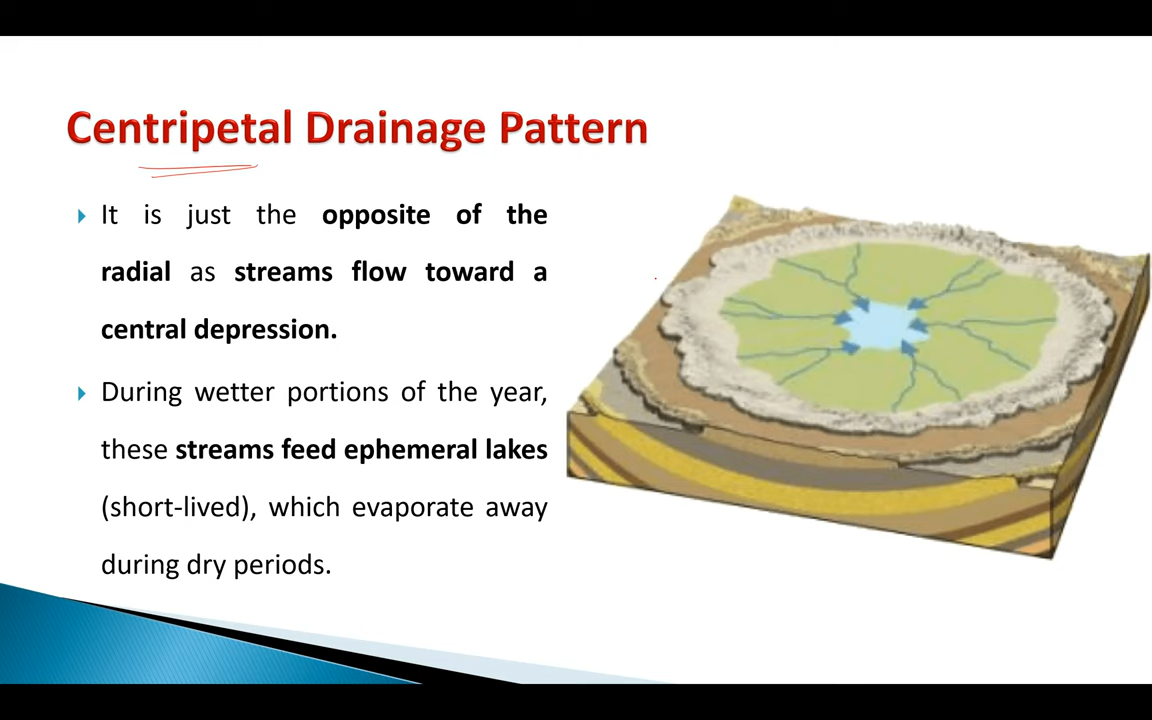 Centripetal Drainage Pattern
It is just the opposite of the
radial as streams flow toward a
central depression.
During wetter portions of the year,
these streams feed ephemeral lakes
(short-lived), which evaporate away
during dry periods.